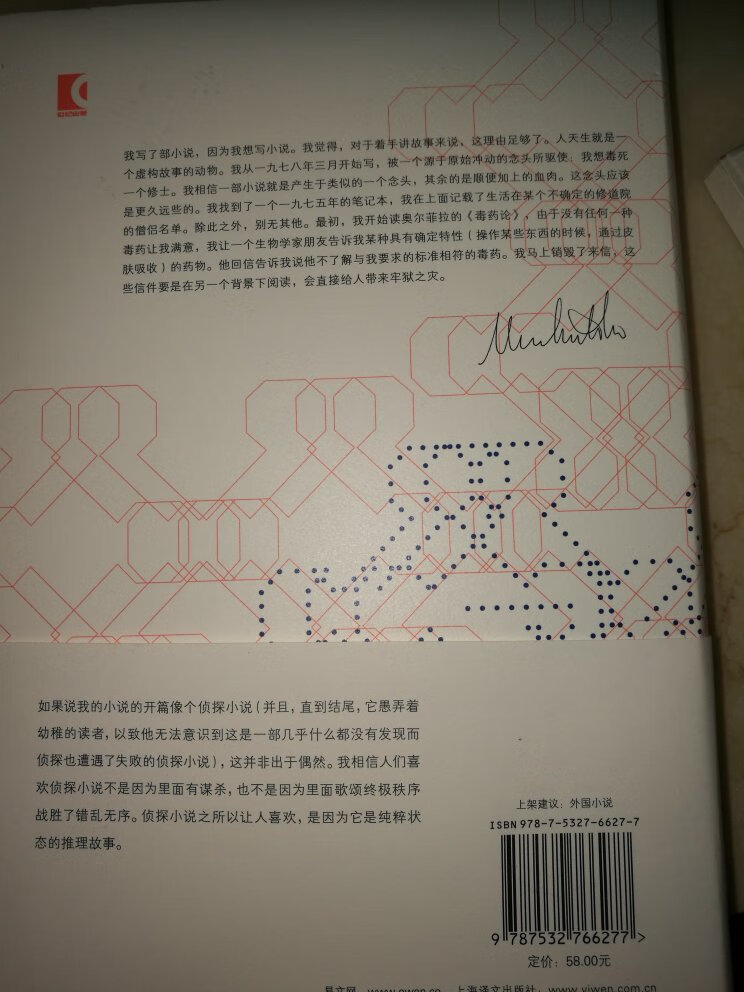 世纪出版
我写了部小说，因为我想写小说。我觉得，对于着手讲故事来说，这理由足够了。人天生就是一
个虚构故事的动物。我从一九七八年三月开始写，被一个源于原始冲动的念头所驱使：我想毒死
一个修士。我相信一部小说就是产生于类似的一个念头，其余的是顺便加上的血肉。这念头应该
是更久远些的。我找到了一个一九七五年的笔记本，我在上面记载了生活在某个不确定的修道院
的僧侣名单。除此之外，别无其他。最初，我开始读奥尔菲拉的《毒药论》，由于没有任何一种
毒药让我满意，我让一个生物学家朋友告诉我某种具有确定特性（操作某些东西的时候，通过皮
肤吸收）的药物。他回信告诉我说他不了解与我要求的标准相符的毒药。我马上销毁了来信，这
些信件要是在另一个背景下阅读，会直接给人带来牢狱之灾。
如果说我的小说的开篇像个侦探小说（并且，直到结尾，它愚弄着
幼稚的读者，以致他无法意识到这是一部几乎什么都没有发现而
侦探也遭遇了失败的侦探小说），这并非出于偶然。我相信人们喜
欢侦探小说不是因为里面有谋杀，也不是因为里面歌颂终极秩序
战胜了错乱无序。侦探小说之所以让人喜欢，是因为它是纯粹状
态的推理故事。
上架建议：外国小说
ISBN 978-7-5327-6627-7
9 787532 766277 >
定价：58.00元
易文网：www.ewen.cc 上海译文出版社：www.yiwen.com.cn